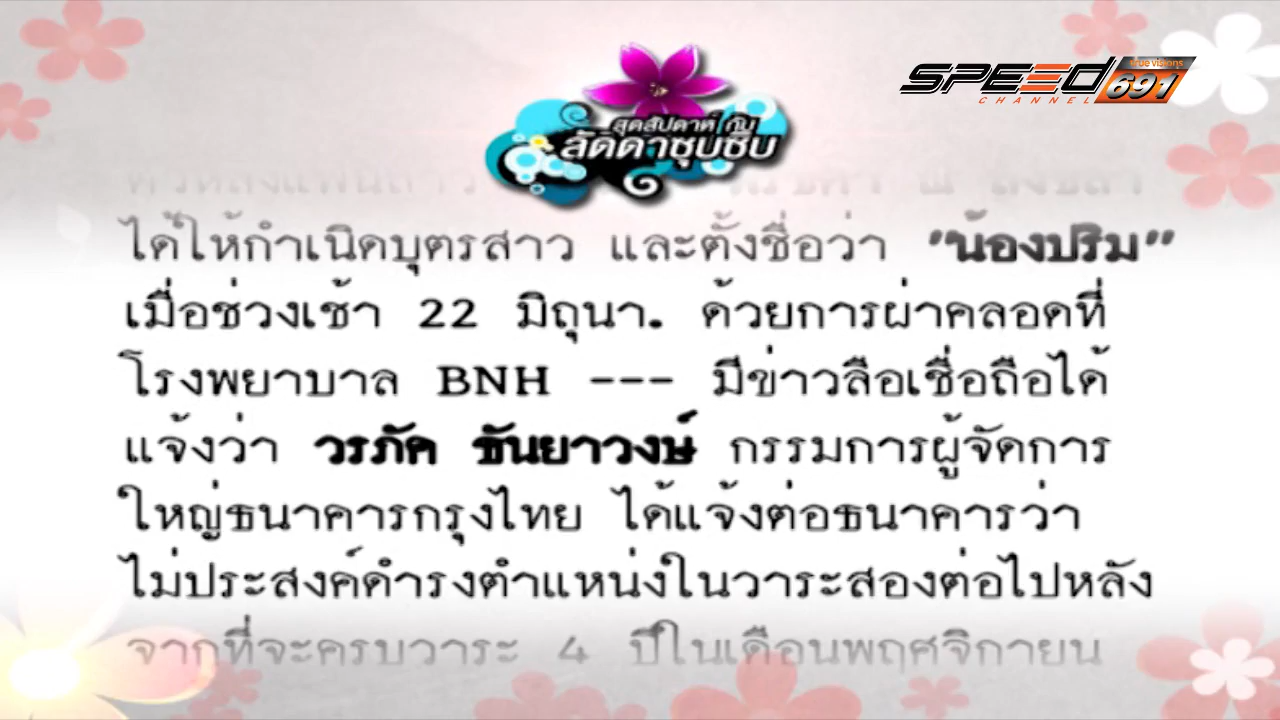 SPEED
CHANNEL
true visions
691
สุดสัปดาห์ กับ
ลัดดาซุบซิบ
ได้ให้กำเนิดบุตรสาว และตั้งชื่อว่า "น้องปริม"
เมื่อช่วงเช้า 22 มิถุนา. ด้วยการผ่าคลอดที่
โรงพยาบาล BNH --- มีข่าวลือเชื่อถือได้
แจ้งว่า วรภัค ธันยาวงษ์ กรรมการผู้จัดการ
ใหญ่ธนาคารกรุงไทย ได้แจ้งต่อธนาคารว่า
ไม่ประสงค์ดำรงตำแหน่งในวาระสองต่อไปหลัง
จากที่จะครบวาระ 4 ปีในเดือนพฤศจิกายน